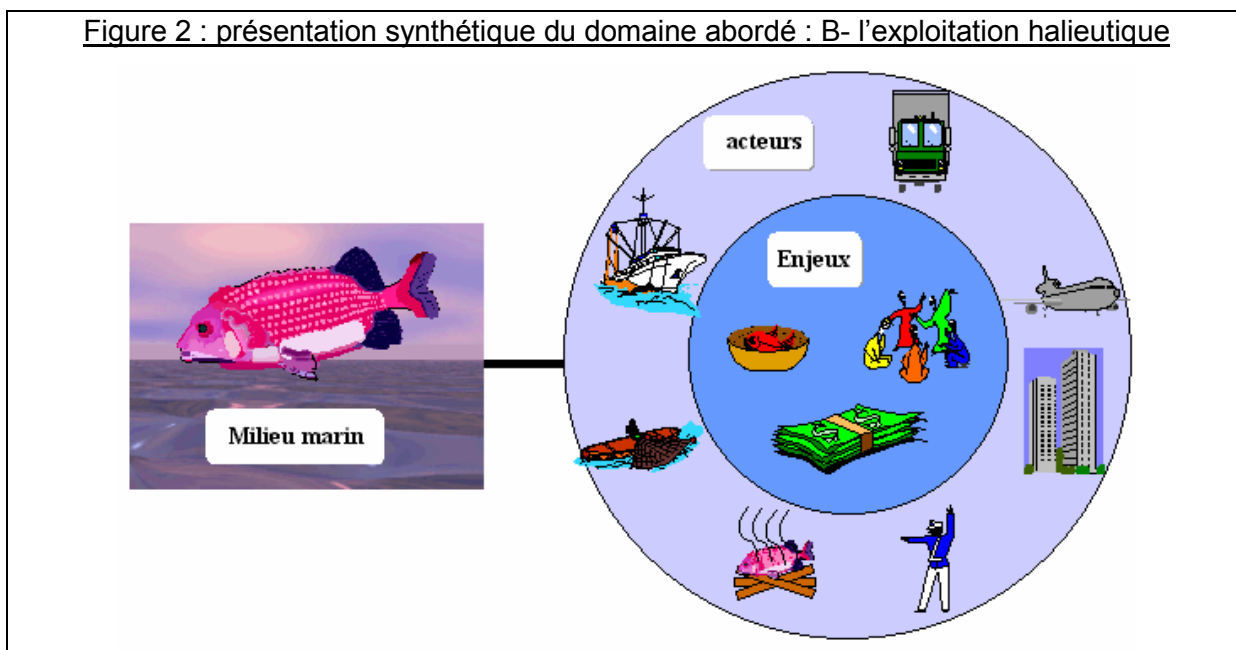 Figure 2 : présentation synthétique du domaine abordé : B- l'exploitation halieutique
acteurs
Enjeux
Milieu marin